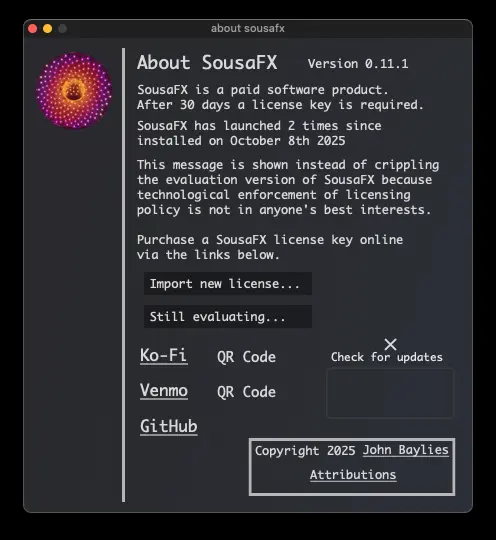 about sousafx
About SousaFX Version 0.11.1
SousaFX is a paid software product.
After 30 days a license key is required.
SousaFX has launched 2 times since
installed on October 8th 2025
This message is shown instead of crippling
the evaluation version of SousaFX because
technological enforcement of licensing
policy is not in anyone's best interests.
Purchase a SousaFX license key online
via the links below.
Import new license...
Still evaluating...
Ko-Fi QR Code
Venmo QR Code
GitHub
Check for updates
Copyright 2025 John Baylies
Attributions